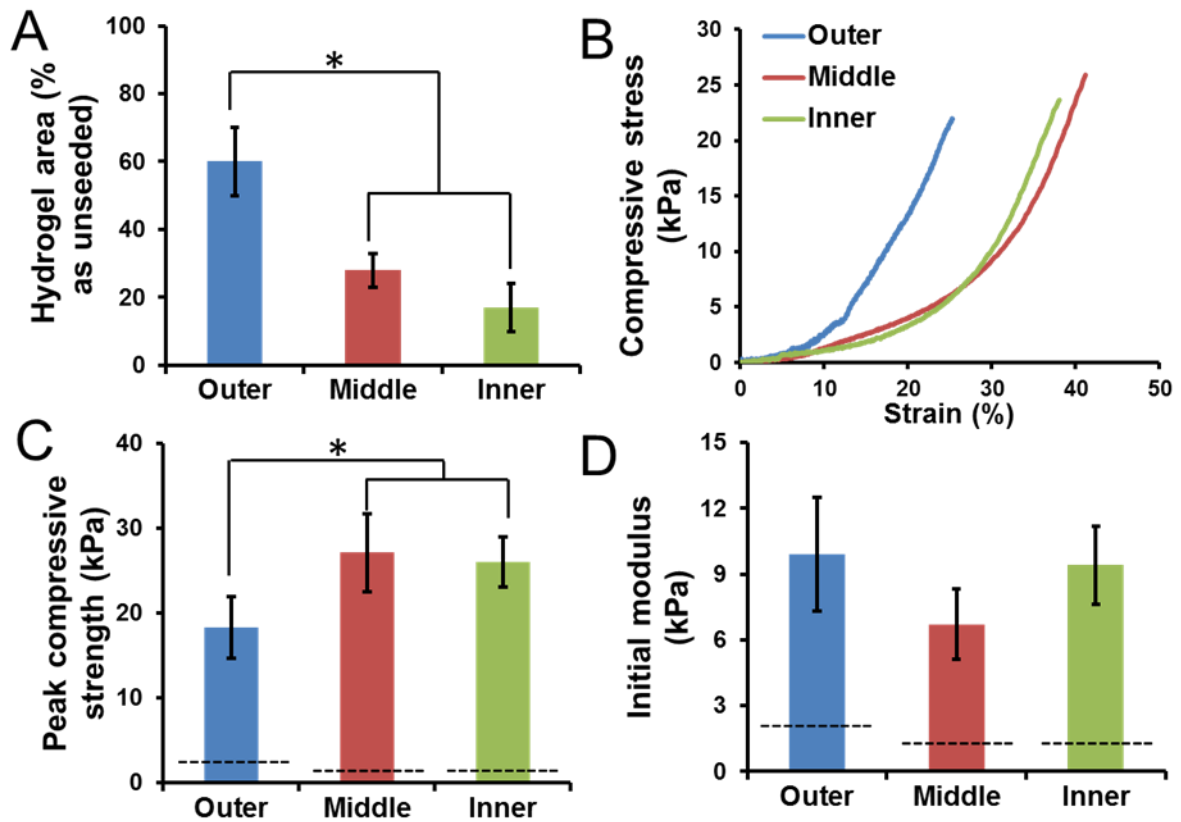 A
Hydrogel area (%
as unseeded)
100
80
60
40
20
0
*
Outer Middle Inner
B
Compressive stress
(kPa)
30
25
20
15
10
5
0
Outer
Middle
Inner
0 10 20 30 40 50
Strain (%)
C
Peak compressive
strength (kPa)
40
30
20
10
0
*
Outer Middle Inner
D
Initial modulus
(kPa)
15
12
9
6
3
0
Outer Middle Inner